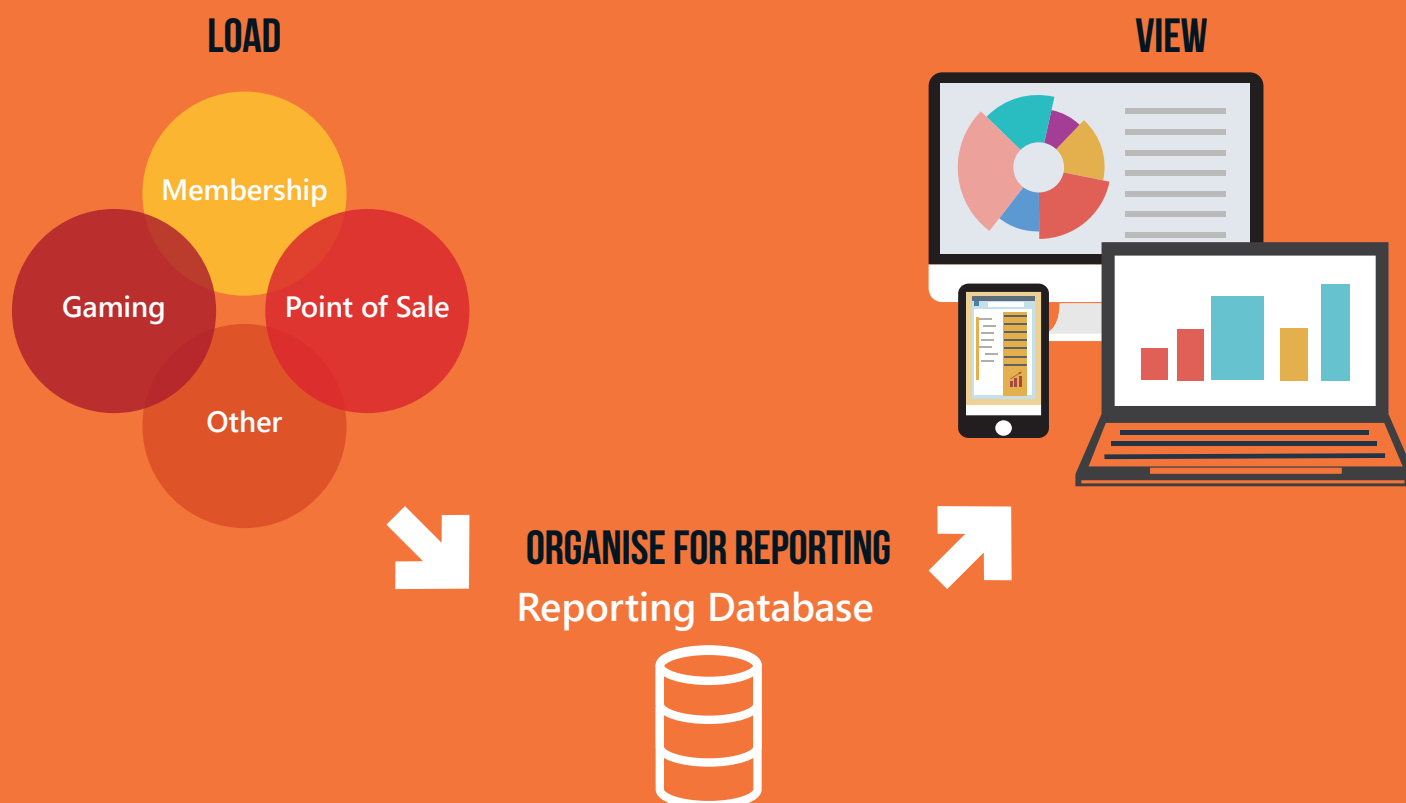 LOAD
VIEW
Membership
Gaming
Point of Sale
Other
ORGANISE FOR REPORTING
Reporting Database